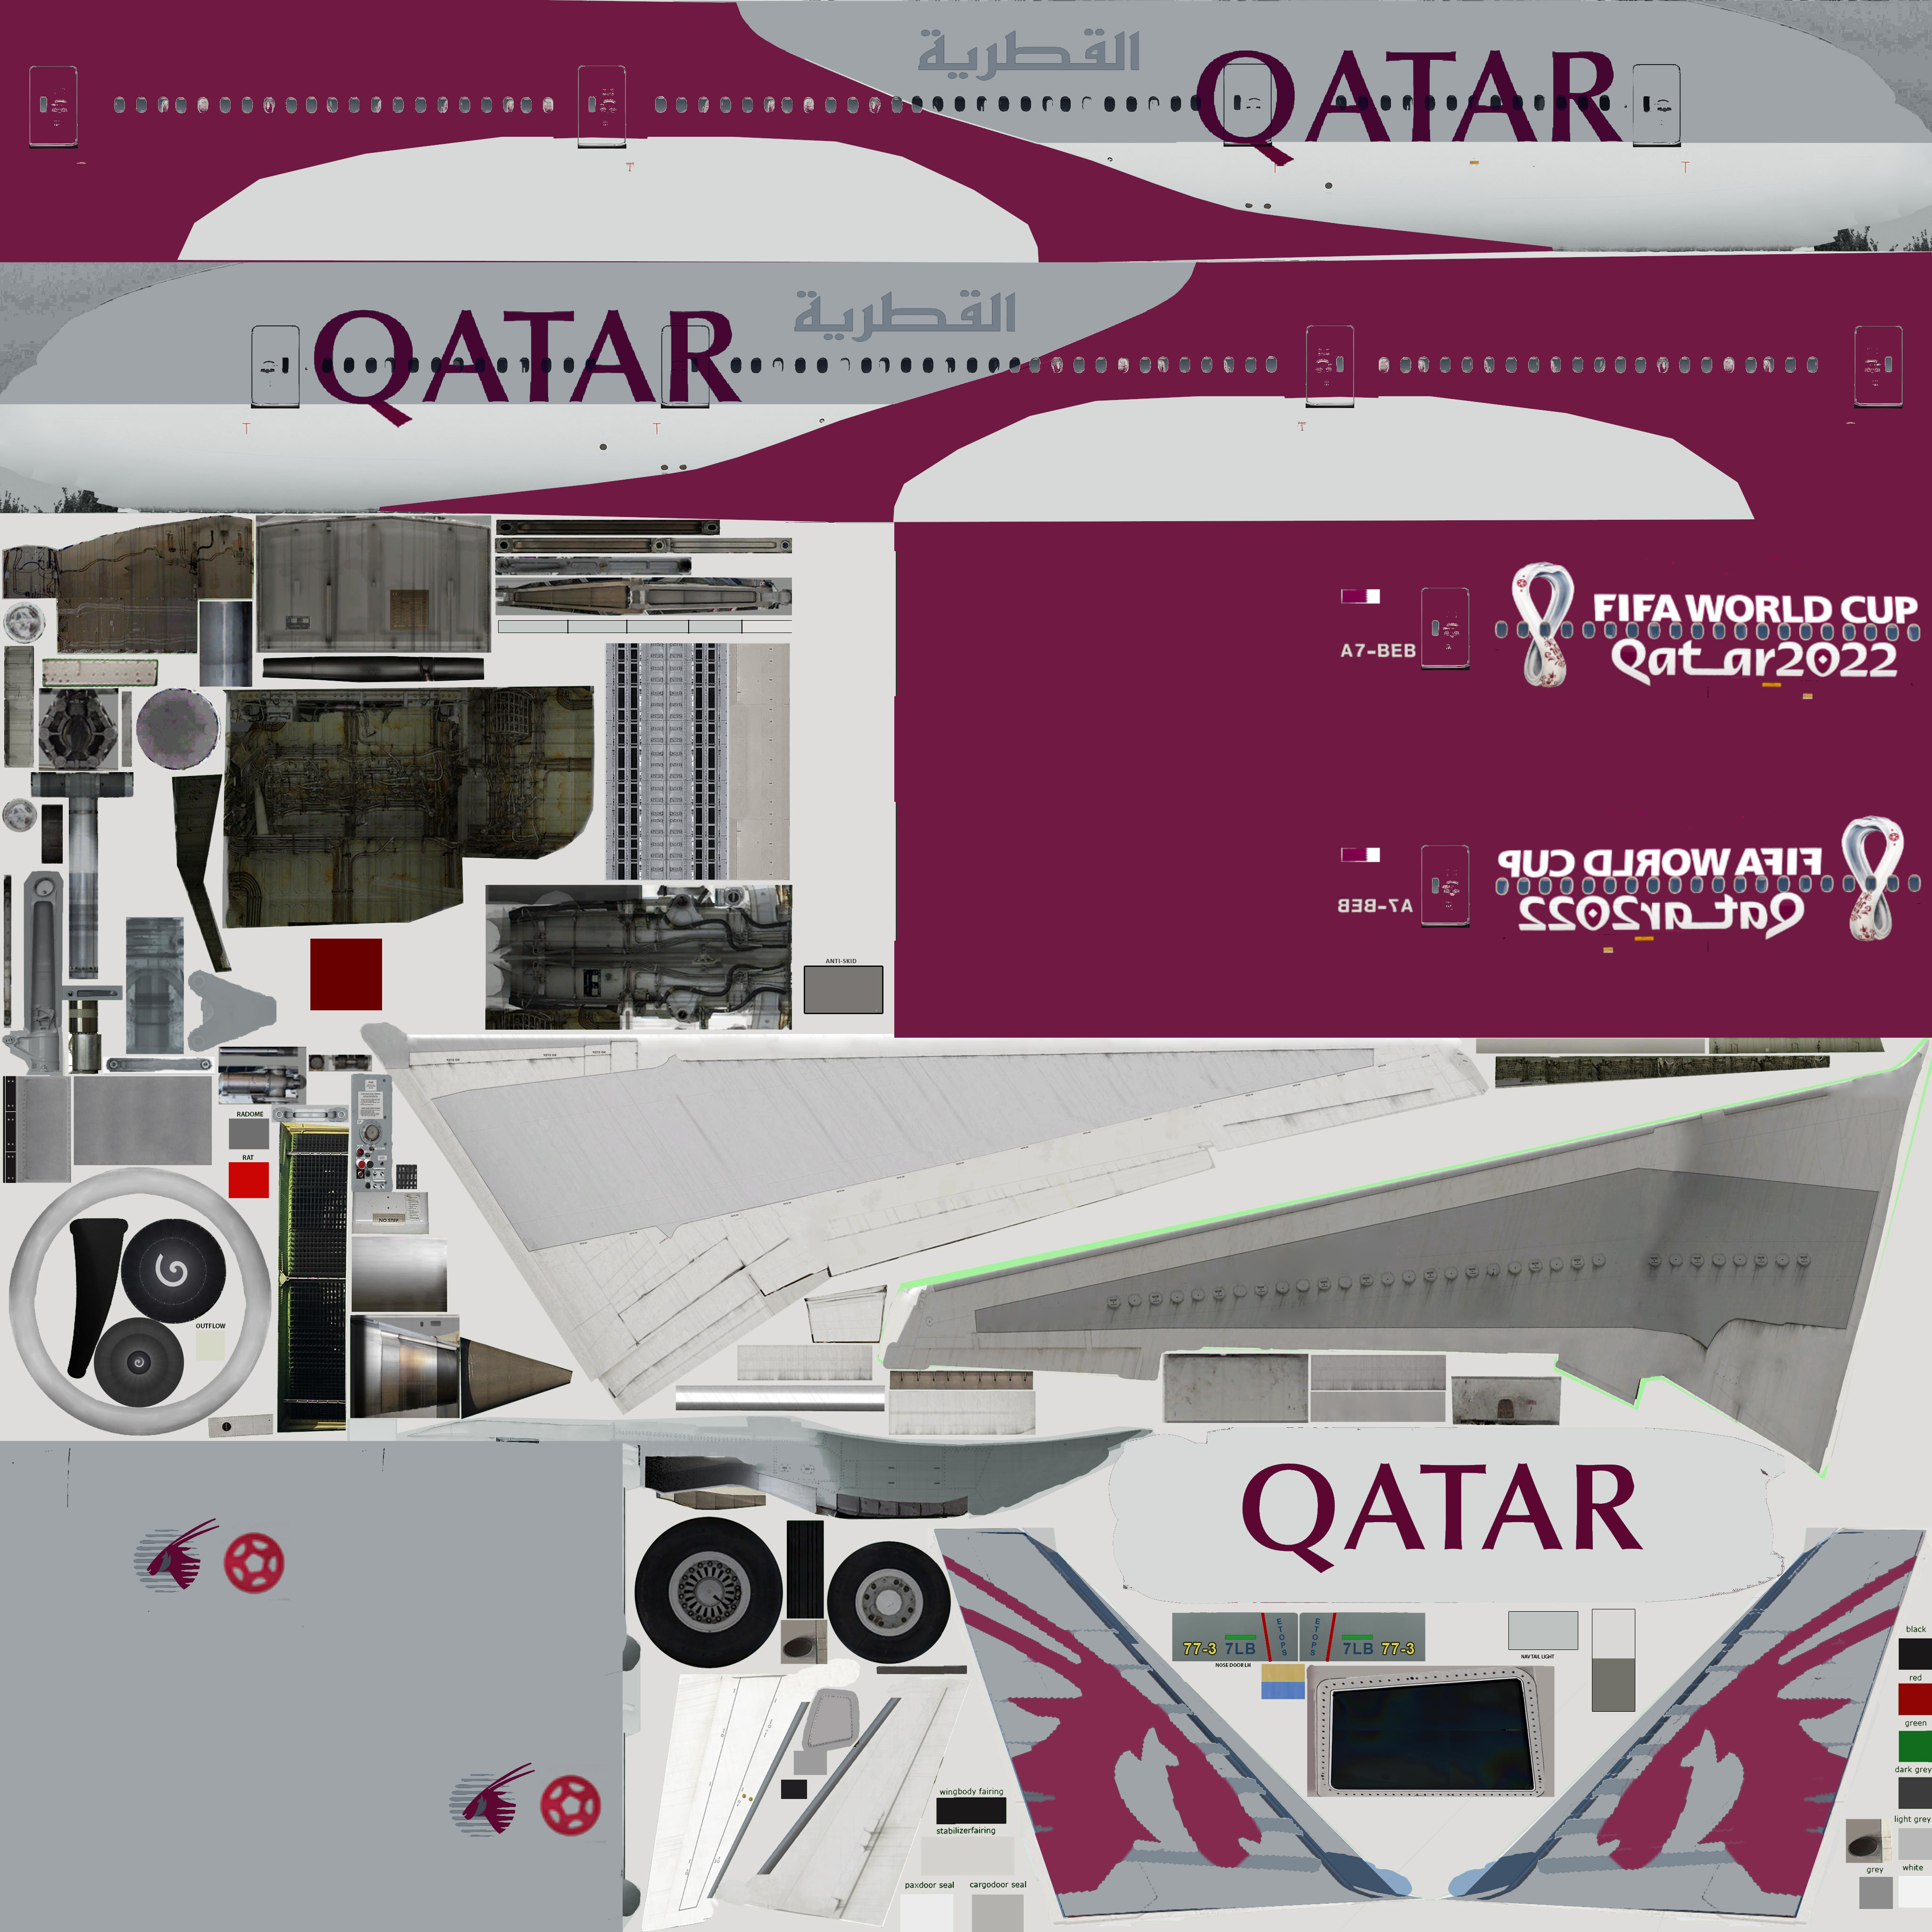 القطرية
QATAR
QATAR
القطرية
FIFA WORLD CUP
A7-BEB
Qatar2022
FIFA WORLD CUP
A7-BEB
Qatar2022
ANTI-SKID
RADOME
RAT
NO STEP
OUTFLOW
QATAR
77-3 7LB ETOPS ETOPS 7LB 77-3
NOSE DOOR LH
NAV TAIL LIGHT
black
red
green
dark grey
wingbody fairing
light grey
stabilizerfairing
grey
white
paxdoor seal
cargodoor seal